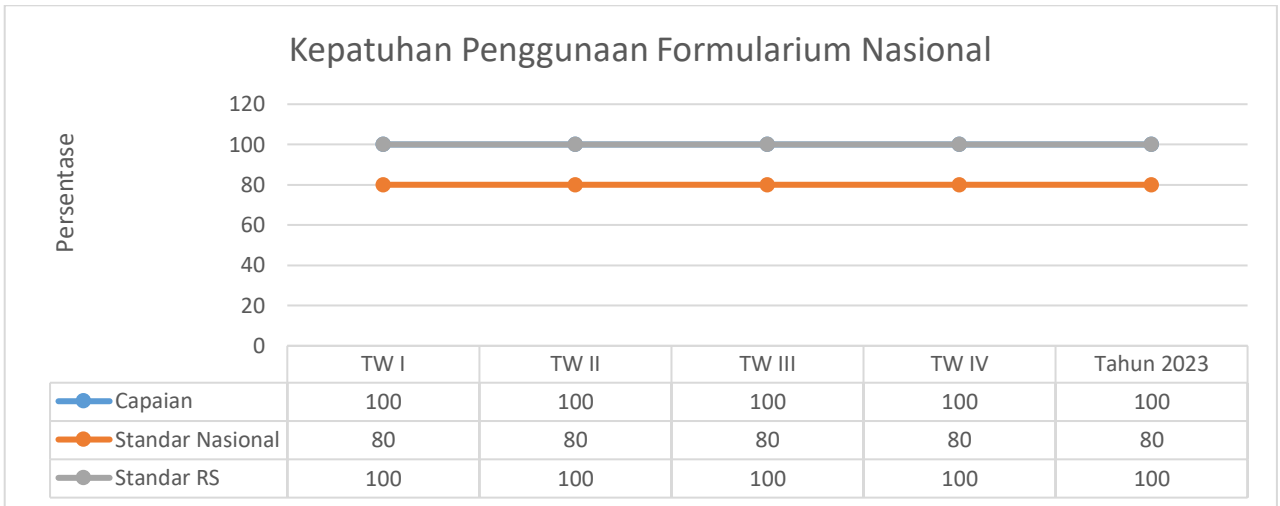 Kepatuhan Penggunaan Formularium Nasional
Persentase
120
100
80
60
40
20
0
TW I TW II TW III TW IV Tahun 2023
Capaian 100 100 100 100 100
Standar Nasional 80 80 80 80 80
Standar RS 100 100 100 100 100